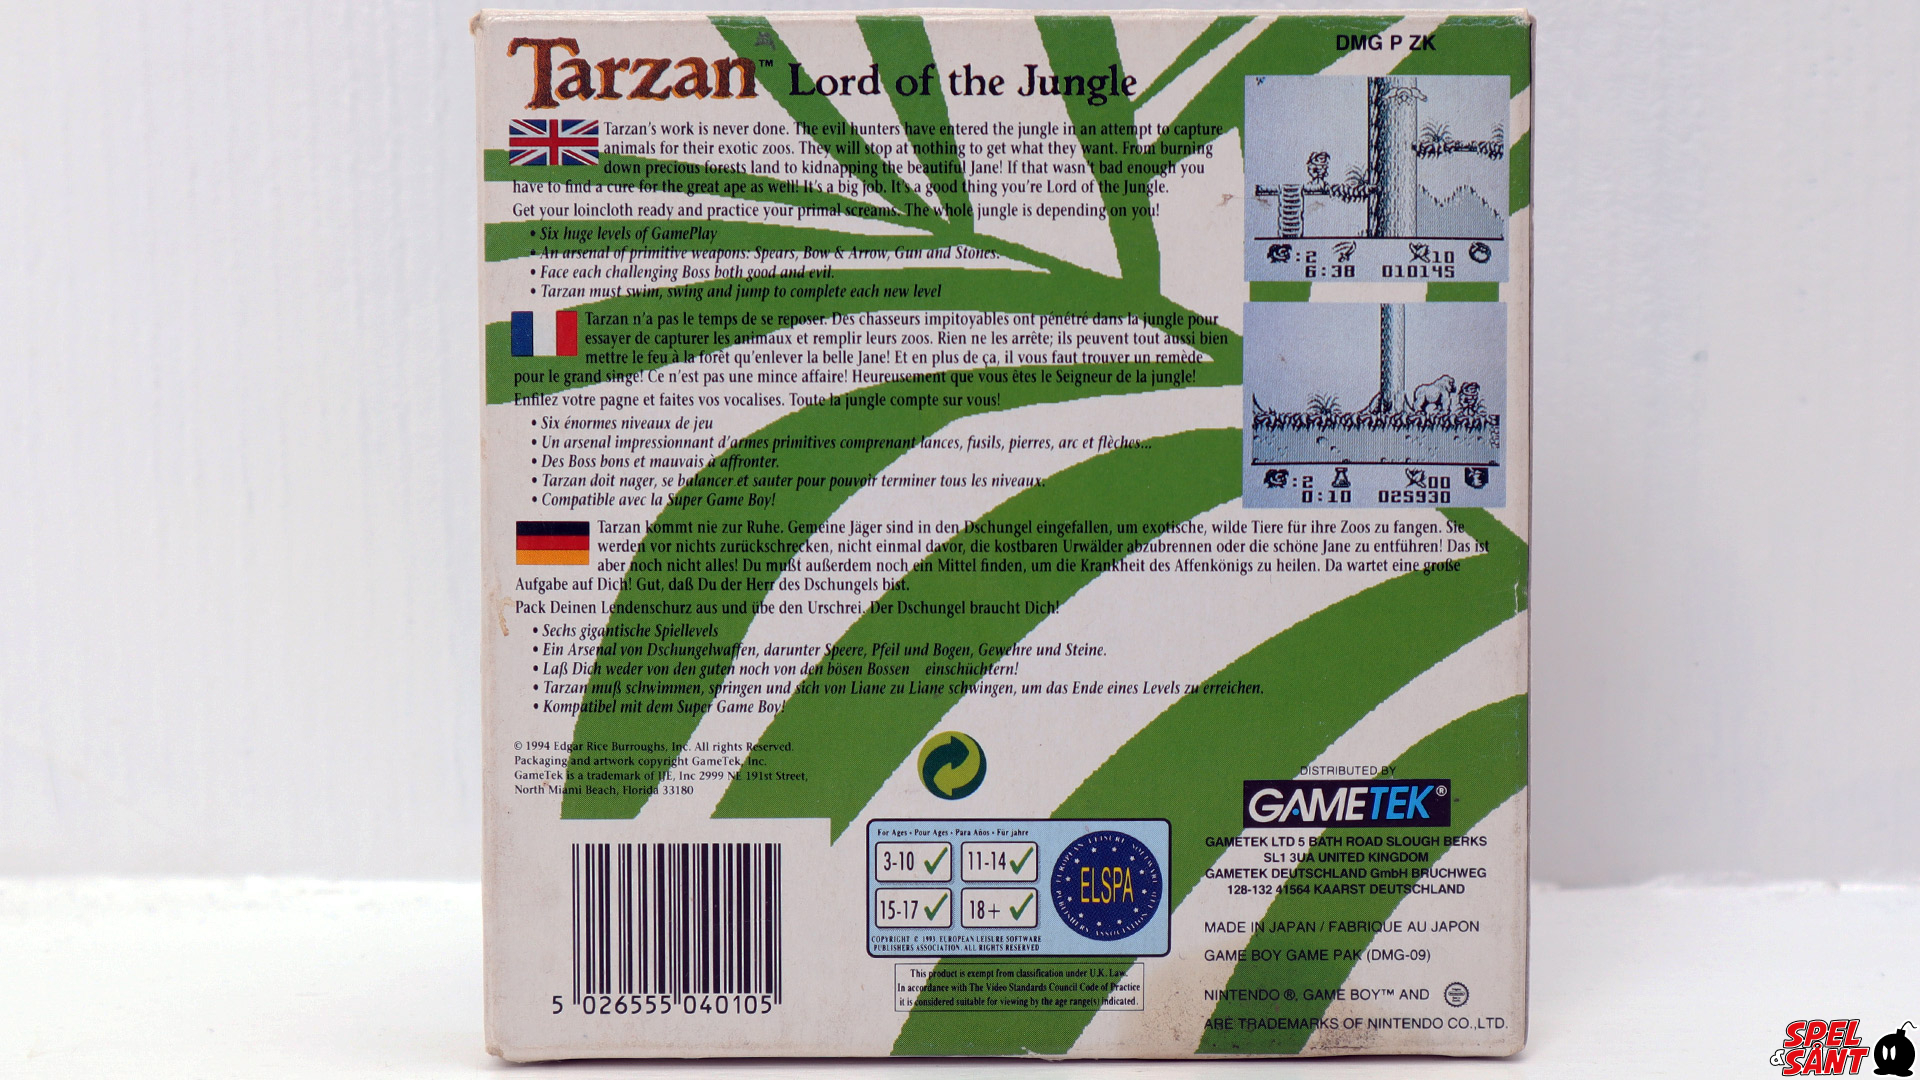 Tarzan™ Lord of the Jungle
DMG P ZK
Tarzan's work is never done. The evil hunters have entered the jungle in an attempt to capture
animals for their exotic zoos. They will stop at nothing to get what they want. From burning
down precious forests land to kidnapping the beautiful Jane! If that wasn't bad enough you
have to find a cure for the great ape as well! It's a big job. It's a good thing you're Lord of the Jungle.
Get your loincloth ready and practice your primal screams. The whole jungle is depending on you!
• Six huge levels of GamePlay
• An arsenal of primitive weapons: Spears, Bow & Arrow, Gun and Stones.
• Face each challenging Boss both good and evil.
• Tarzan must swim, swing and jump to complete each new level
:2 10
6:38 010145
Tarzan n'a pas le temps de se reposer. Des chasseurs impitoyables ont pénétré dans la jungle pour
essayer de capturer les animaux et remplir leurs zoos. Rien ne les arrête; ils peuvent tout aussi bien
mettre le feu à la forêt qu'enlever la belle Jane! Et en plus de ça, il vous faut trouver un remède
pour le grand singe! Ce n'est pas une mince affaire! Heureusement que vous êtes le Seigneur de la jungle!
Enfilez votre pagne et faites vos vocalises. Toute la jungle compte sur vous!
• Six énormes niveaux de jeu
• Un arsenal impressionnant d'armes primitives comprenant lances, fusils, pierres, arc et flèches...
• Des Boss bons et mauvais à affronter.
• Tarzan doit nager, se balancer et sauter pour pouvoir terminer tous les niveaux.
• Compatible avec la Super Game Boy!
:2 00
0:10 025930
Tarzan kommt nie zur Ruhe. Gemeine Jäger sind in den Dschungel eingefallen, um exotische, wilde Tiere für ihre Zoos zu fangen. Sie
werden vor nichts zurückschrecken, nicht einmal davor, die kostbaren Urwälder abzubrennen oder die schöne Jane zu entführen! Das ist
aber noch nicht alles! Du mußt außerdem noch ein Mittel finden, um die Krankheit des Affenkönigs zu heilen. Da wartet eine große
Aufgabe auf Dich! Gut, daß Du der Herr des Dschungels bist.
Pack Deinen Lendenschurz aus und übe den Urschrei. Der Dschungel braucht Dich!
• Sechs gigantische Spiellevels
• Ein Arsenal von Dschungelwaffen, darunter Speere, Pfeil und Bogen, Gewehre und Steine.
• Laß Dich weder von den guten noch von den bösen Bossen einschüchtern!
• Tarzan muß schwimmen, springen und sich von Liane zu Liane schwingen, um das Ende eines Levels zu erreichen.
• Kompatibel mit dem Super Game Boy!
© 1994 Edgar Rice Burroughs, Inc. All rights Reserved.
Packaging and artwork copyright GameTek, Inc.
GameTek is a trademark of IJE, Inc 2999 NE 191st Street,
North Miami Beach, Florida 33180
5 026555 040105
For Ages • Pour Ages • Para Años • Für jahre
3-10 11-14
15-17 18+
ELSPA
EUROPEAN LEISURE SOFTWARE PUBLISHERS ASSOCIATION
COPYRIGHT © 1993. EUROPEAN LEISURE SOFTWARE
PUBLISHERS ASSOCIATION. ALL RIGHTS RESERVED
This product is exempt from classification under U.K. Law.
In accordance with The Video Standards Council Code of Practice
it is considered suitable for viewing by the age range(s) indicated.
DISTRIBUTED BY
GAMETEK®
GAMETEK LTD 5 BATH ROAD SLOUGH BERKS
SL1 3UA UNITED KINGDOM
GAMETEK DEUTSCHLAND GmbH BRUCHWEG
128-132 41564 KAARST DEUTSCHLAND
MADE IN JAPAN / FABRIQUE AU JAPON
GAME BOY GAME PAK (DMG-09)
NINTENDO ®, GAME BOY™ AND
ARE TRADEMARKS OF NINTENDO CO.,LTD.
SPEL
&SÅNT